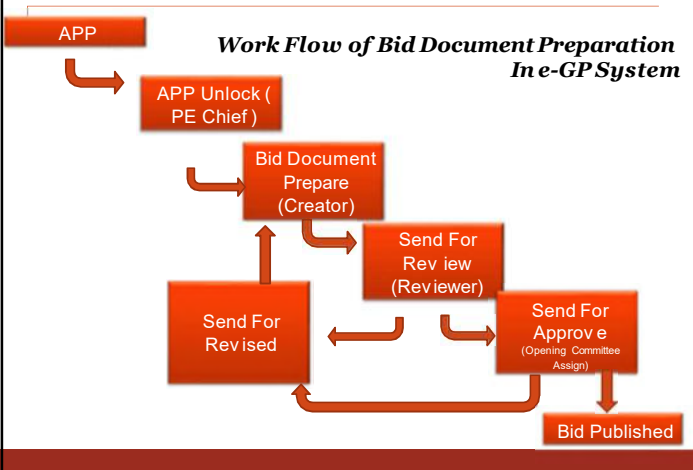 APP
Work Flow of Bid Document Preparation
In e-GP System
APP Unlock (
PE Chief )
Bid Document
Prepare
(Creator)
Send For
Rev iew
(Reviewer)
Send For
Rev ised
Send For
Approv e
(Opening Committee
Assign)
Bid Published